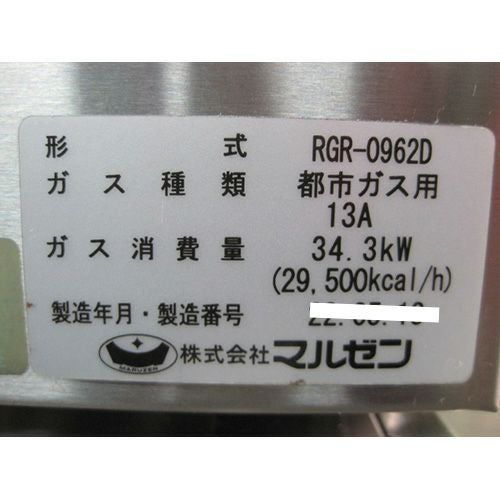 形式 RGR-0962D
ガス種類 都市ガス用
13A
ガス消費量 34.3kW
(29,500kcal/h)
製造年月・製造番号
MARUZEN 株式会社 マルゼン